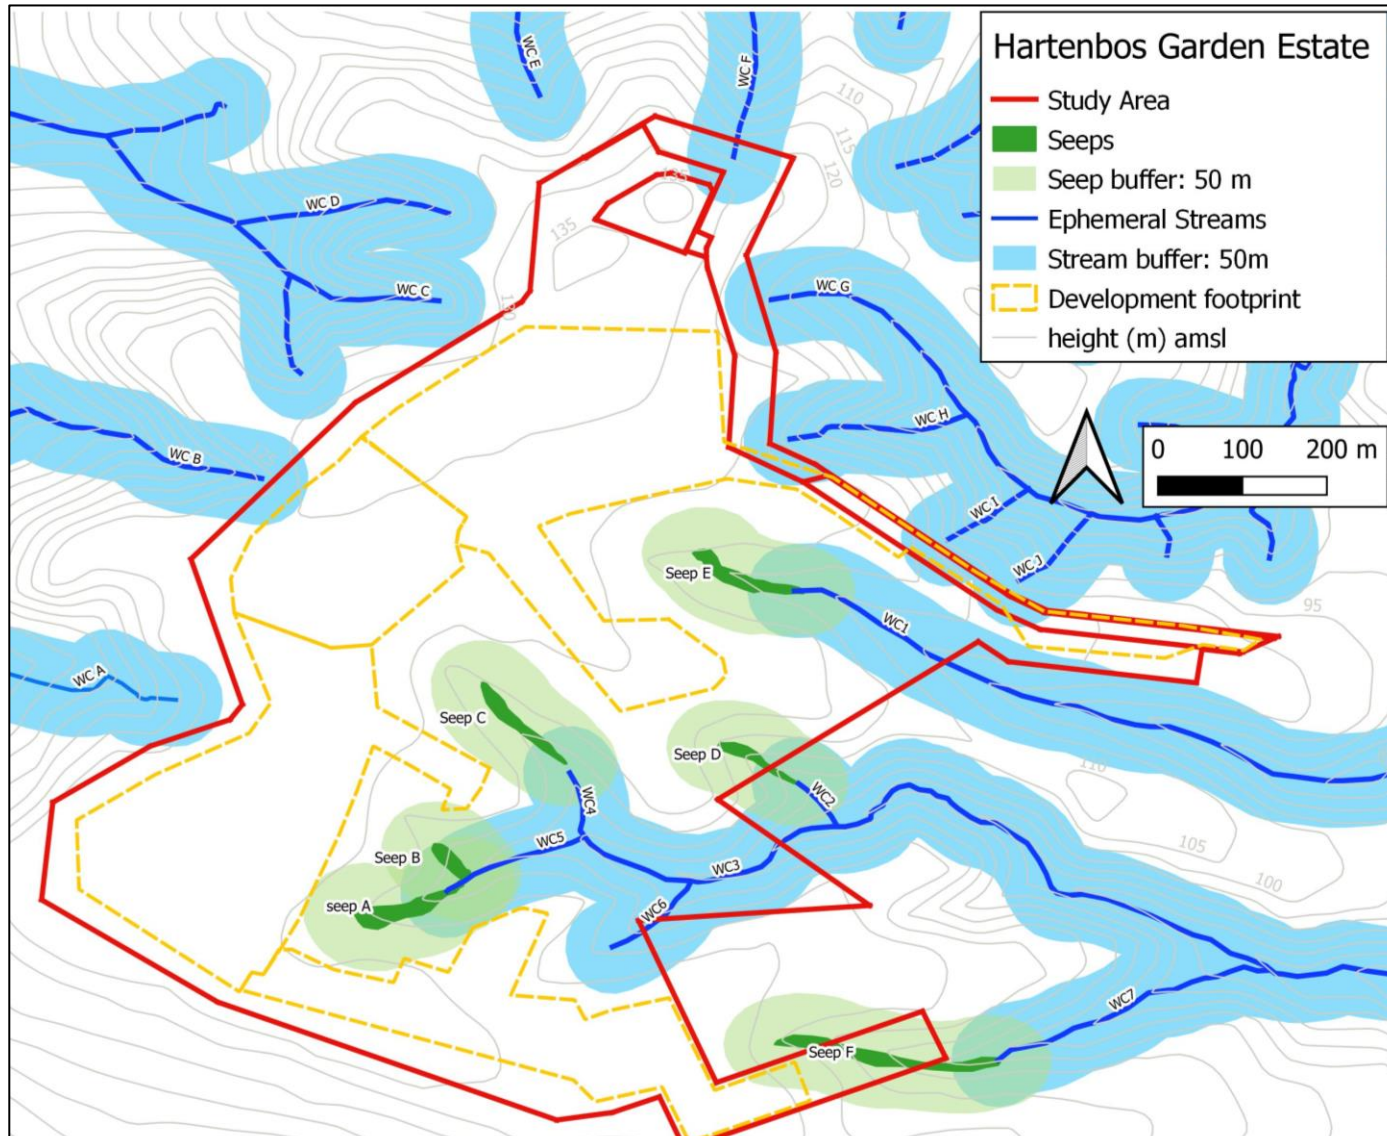 Hartenbos Garden Estate
Study Area
Seeps
Seep buffer: 50 m
Ephemeral Streams
Stream buffer: 50m
Development footprint
height (m) amsl
0 100 200 m
WC E
WC F
110
115
120
135
135
WC D
WC C
WC G
WC H
WC B
WC I
WC J
95
Seep E
WC1
WC A
Seep C
Seep D
110
WC4
WC2
WC5
105
Seep B
WC3
100
seep A
WC6
WC7
Seep F